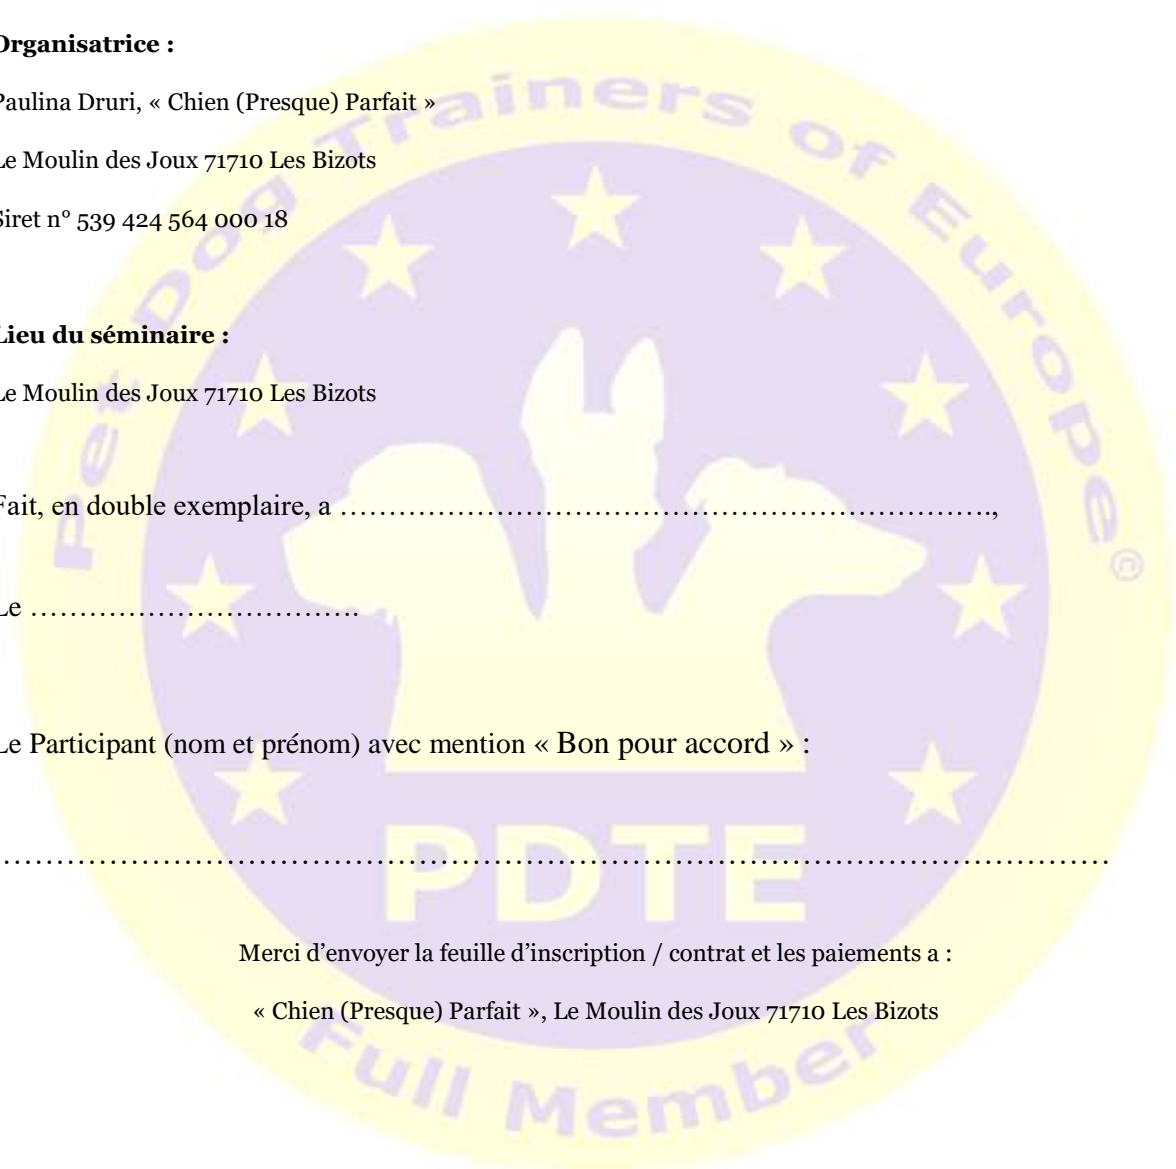 Organisatrice :
Paulina Druri, « Chien (Presque) Parfait »
Le Moulin des Joux 71710 Les Bizots
Siret n° 539 424 564 000 18
Lieu du séminaire :
Le Moulin des Joux 71710 Les Bizots
Fait, en double exemplaire, a ……………………………………………………………….,
Le …………………………….
Le Participant (nom et prénom) avec mention « Bon pour accord » :
……………………………………………………………………………………………
Merci d’envoyer la feuille d’inscription / contrat et les paiements a :
« Chien (Presque) Parfait », Le Moulin des Joux 71710 Les Bizots
Pet Dog Trainers of Europe©
PDTE
Full Member